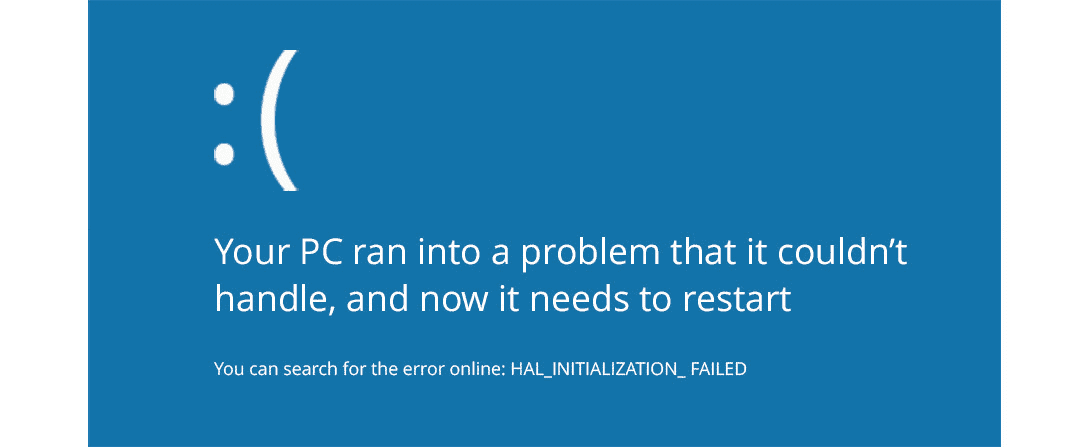 :(
Your PC ran into a problem that it couldn’t
handle, and now it needs to restart
You can search for the error online: HAL_INITIALIZATION_ FAILED